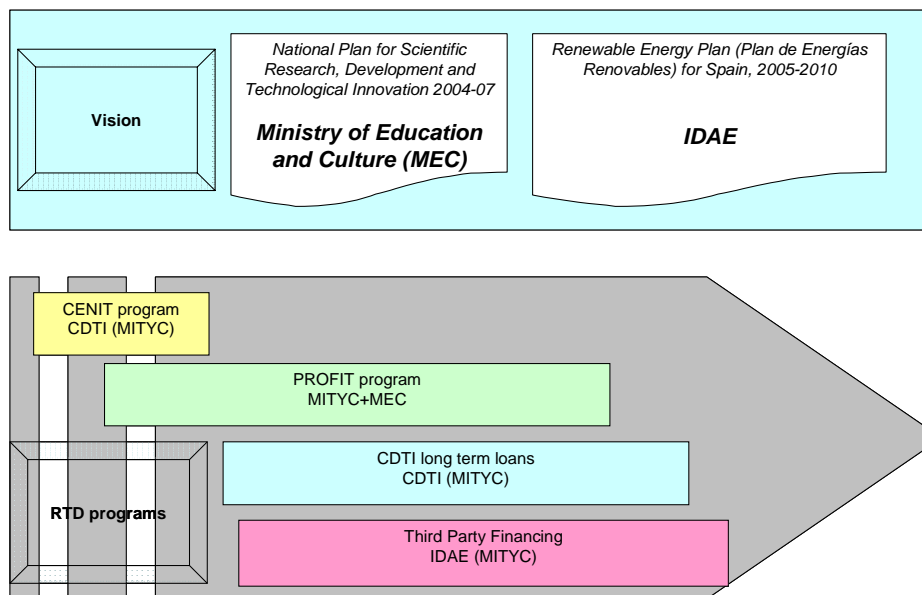 Vision
National Plan for Scientific
Research, Development and
Technological Innovation 2004-07
Ministry of Education
and Culture (MEC)
Renewable Energy Plan (Plan de Energías
Renovables) for Spain, 2005-2010
IDAE
CENIT program
CDTI (MITYC)
PROFIT program
MITYC+MEC
CDTI long term loans
CDTI (MITYC)
RTD programs
Third Party Financing
IDAE (MITYC)